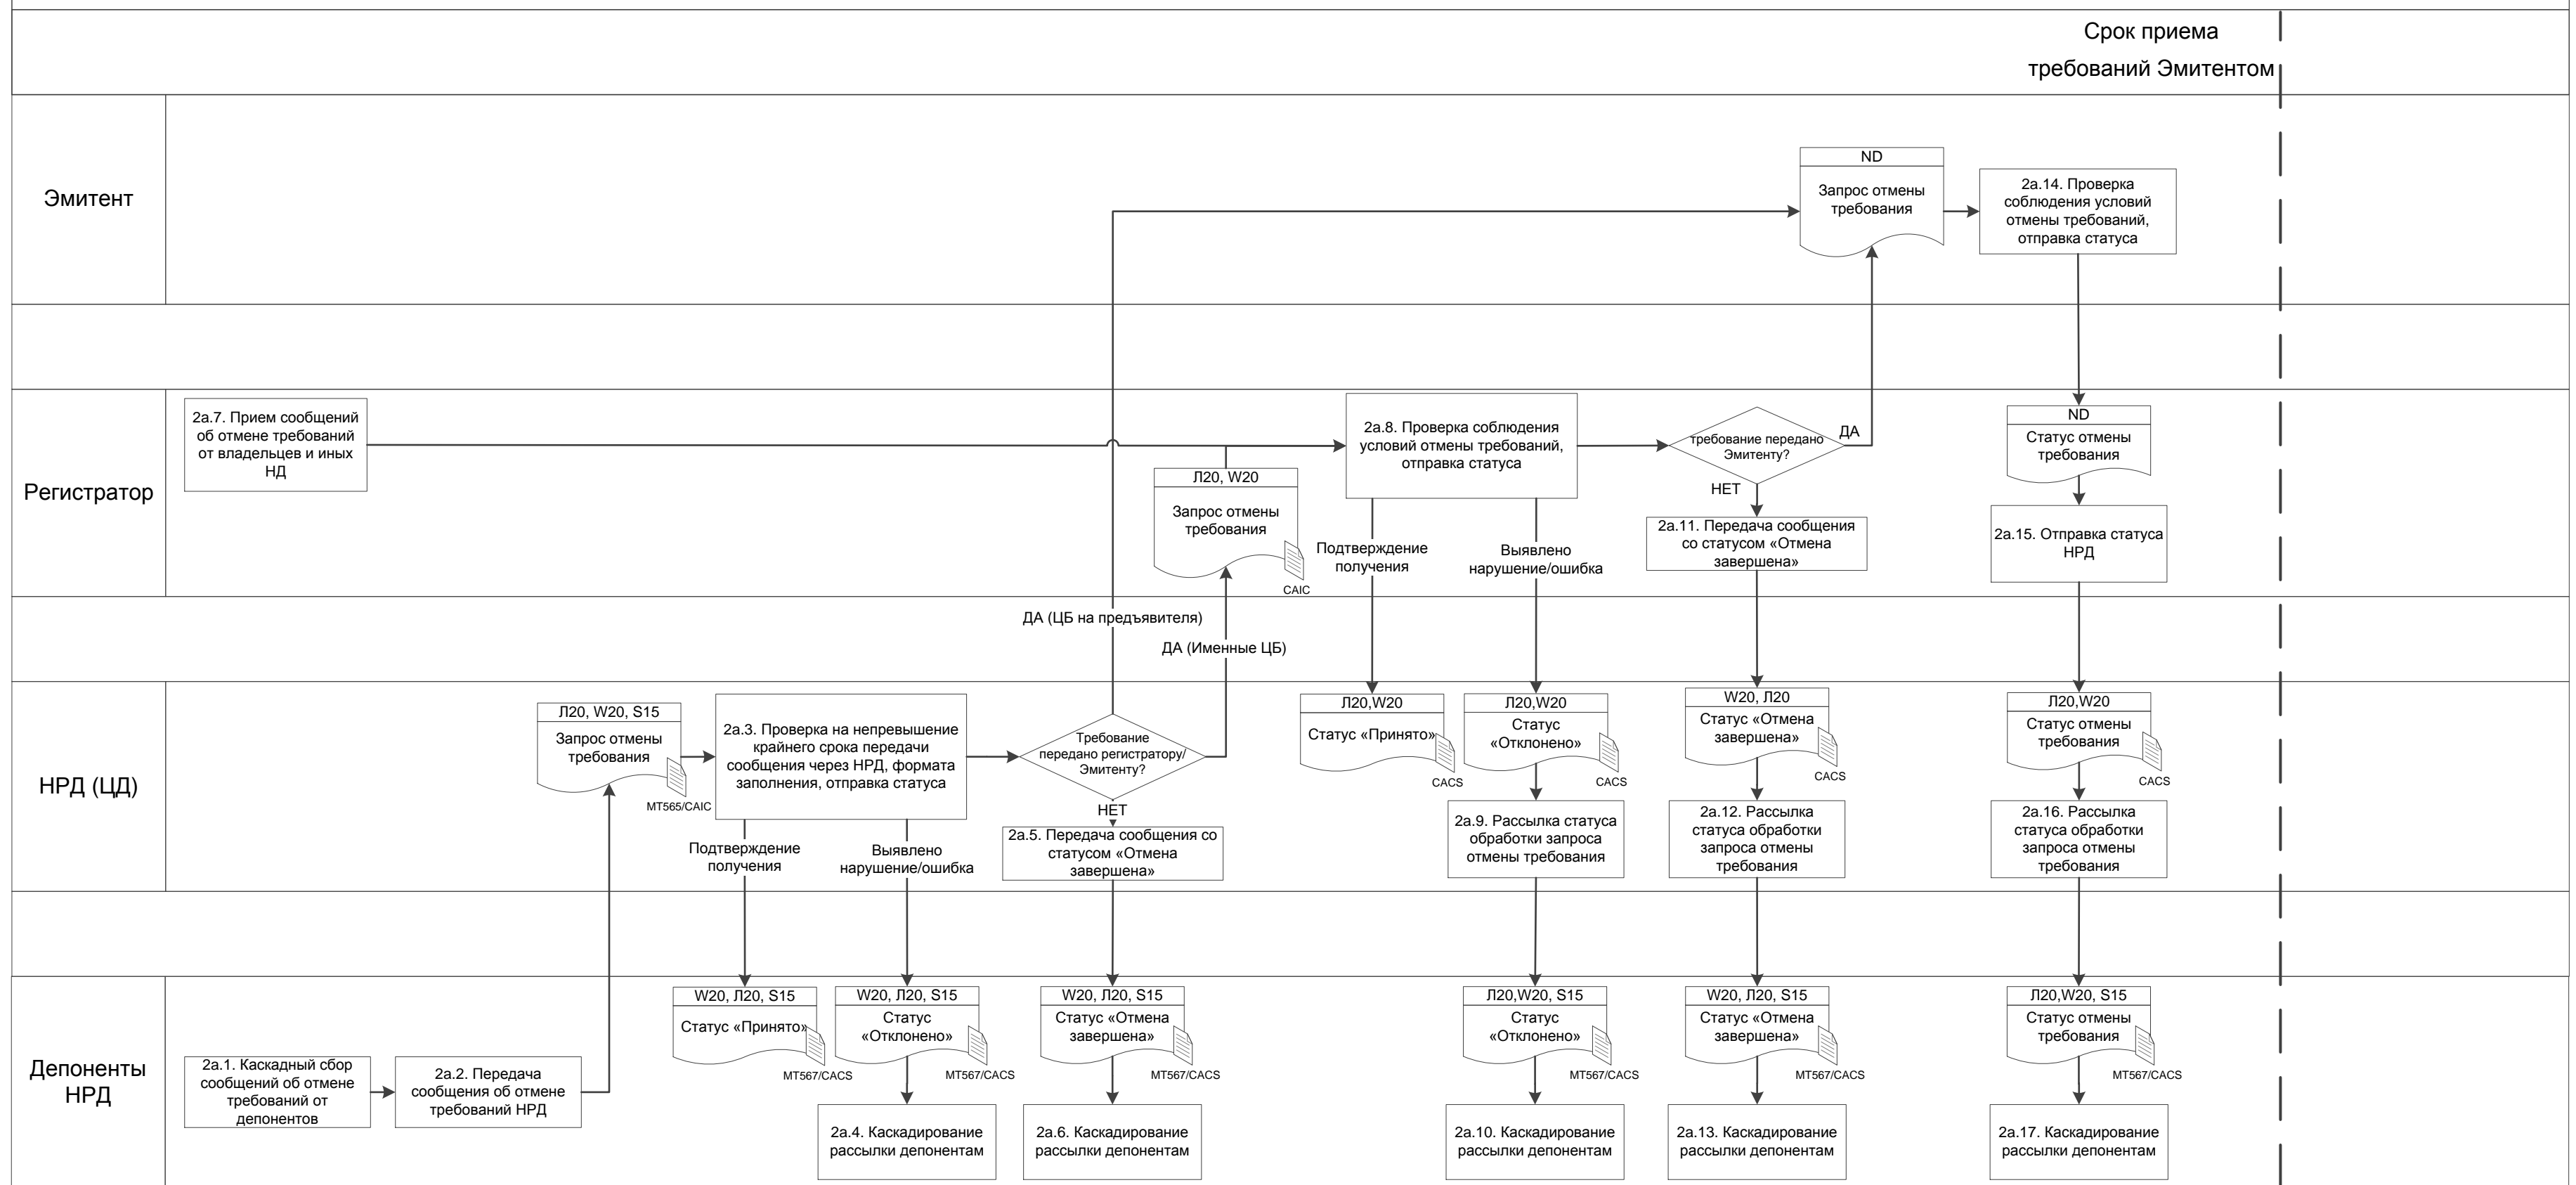 Срок приема
требований Эмитентом
Эмитент
ND
Запрос отмены
требования
2а.14. Проверка
соблюдения условий
отмены требований,
отправка статуса
Регистратор
2а.7. Прием сообщений
об отмене требований
от владельцев и иных
НД
Л20, W20
Запрос отмены
требования
CAIC
2а.8. Проверка соблюдения
условий отмены требований,
отправка статуса
Подтверждение
получения
Выявлено
нарушение/ошибка
требование передано
Эмитенту?
ДА
НЕТ
2а.11. Передача сообщения
со статусом «Отмена
завершена»
ND
Статус отмены
требования
2а.15. Отправка статуса
НРД
ДА (ЦБ на предъявителя)
ДА (Именные ЦБ)
НРД (ЦД)
Л20, W20, S15
Запрос отмены
требования
MT565/CAIC
2а.3. Проверка на непревышение
крайнего срока передачи
сообщения через НРД, формата
заполнения, отправка статуса
Подтверждение
получения
Выявлено
нарушение/ошибка
Требование
передано регистратору/
Эмитенту?
НЕТ
2а.5. Передача сообщения со
статусом «Отмена
завершена»
Л20,W20
Статус «Принято»
CACS
Л20,W20
Статус
«Отклонено»
CACS
2а.9. Рассылка статуса
обработки запроса
отмены требования
W20, Л20
Статус «Отмена
завершена»
CACS
2а.12. Рассылка
статуса обработки
запроса отмены
требования
Л20,W20
Статус отмены
требования
CACS
2а.16. Рассылка
статуса обработки
запроса отмены
требования
Депоненты
НРД
2а.1. Каскадный сбор
сообщений об отмене
требований от
депонентов
2а.2. Передача
сообщения об отмене
требований НРД
W20, Л20, S15
Статус «Принято»
MT567/CACS
W20, Л20, S15
Статус
«Отклонено»
MT567/CACS
2а.4. Каскадирование
рассылки депонентам
W20, Л20, S15
Статус «Отмена
завершена»
MT567/CACS
2а.6. Каскадирование
рассылки депонентам
Л20,W20, S15
Статус
«Отклонено»
MT567/CACS
2а.10. Каскадирование
рассылки депонентам
W20, Л20, S15
Статус «Отмена
завершена»
MT567/CACS
2а.13. Каскадирование
рассылки депонентам
Л20,W20, S15
Статус отмены
требования
MT567/CACS
2а.17. Каскадирование
рассылки депонентам